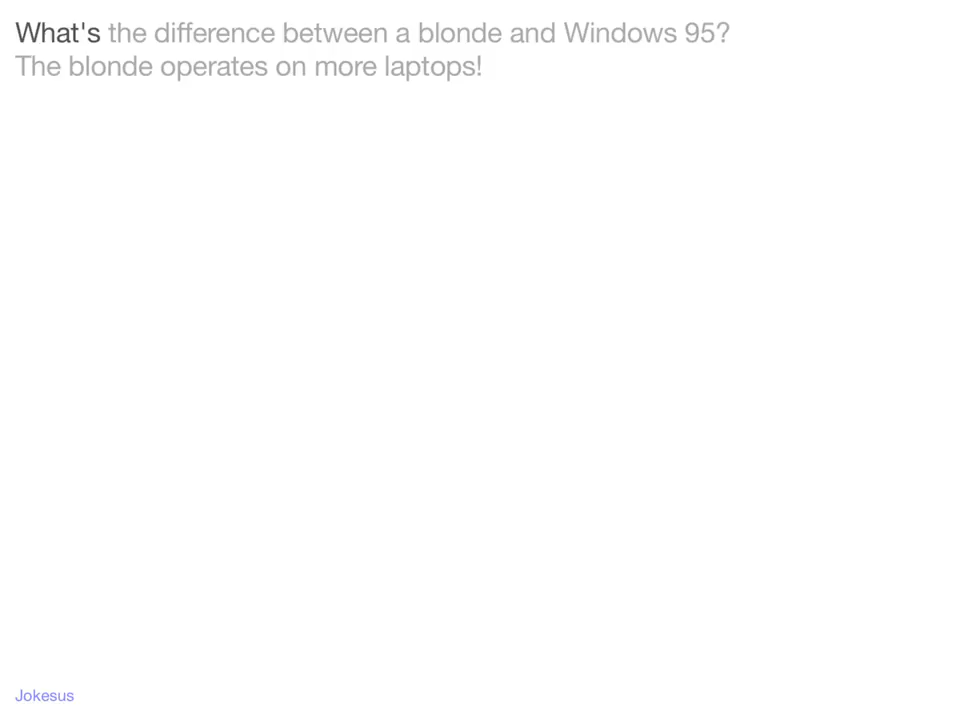 What's the difference between a blonde and Windows 95?
The blonde operates on more laptops!
Jokesus